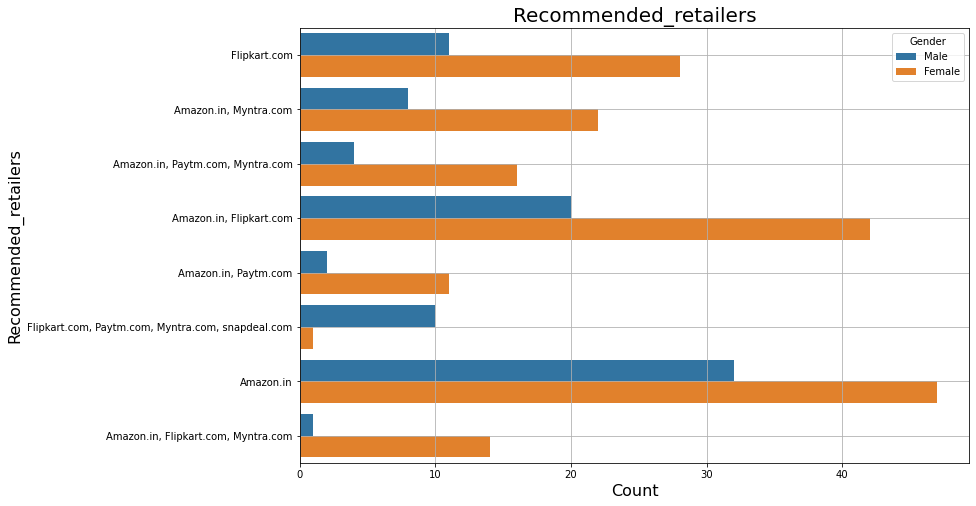 Recommended_retailers
Gender
Male
Female
Flipkart.com
Amazon.in, Myntra.com
Amazon.in, Paytm.com, Myntra.com
Amazon.in, Flipkart.com
Amazon.in, Paytm.com
Flipkart.com, Paytm.com, Myntra.com, snapdeal.com
Amazon.in
Amazon.in, Flipkart.com, Myntra.com
Recommended_retailers
0 10 20 30 40
Count